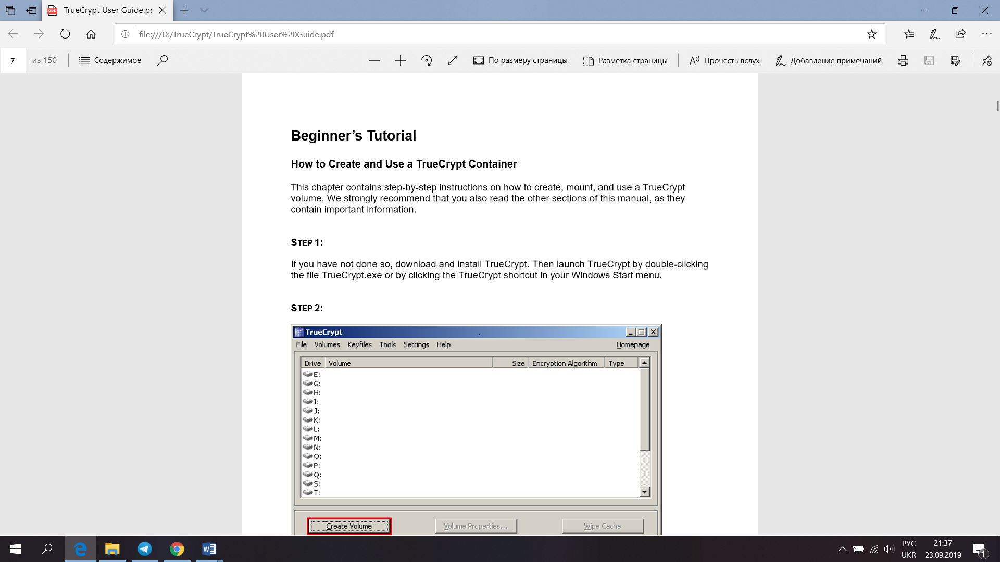 TrueCrypt User Guide.pd
file:///D:/TrueCrypt/TrueCrypt%20User%20Guide.pdf
7 из 150 Содержимое По размеру страницы Разметка страницы Прочесть вслух Добавление примечаний
Beginner’s Tutorial
How to Create and Use a TrueCrypt Container
This chapter contains step-by-step instructions on how to create, mount, and use a TrueCrypt
volume. We strongly recommend that you also read the other sections of this manual, as they
contain important information.
STEP 1:
If you have not done so, download and install TrueCrypt. Then launch TrueCrypt by double-clicking
the file TrueCrypt.exe or by clicking the TrueCrypt shortcut in your Windows Start menu.
STEP 2:
TrueCrypt
File Volumes Keyfiles Tools Settings Help Homepage
Drive Volume Size Encryption Algorithm Type
E:
G:
H:
I:
J:
K:
L:
M:
N:
O:
P:
Q:
S:
T:
Create Volume Volume Properties... Wipe Cache
РУС 21:37
UKR 23.09.2019 1